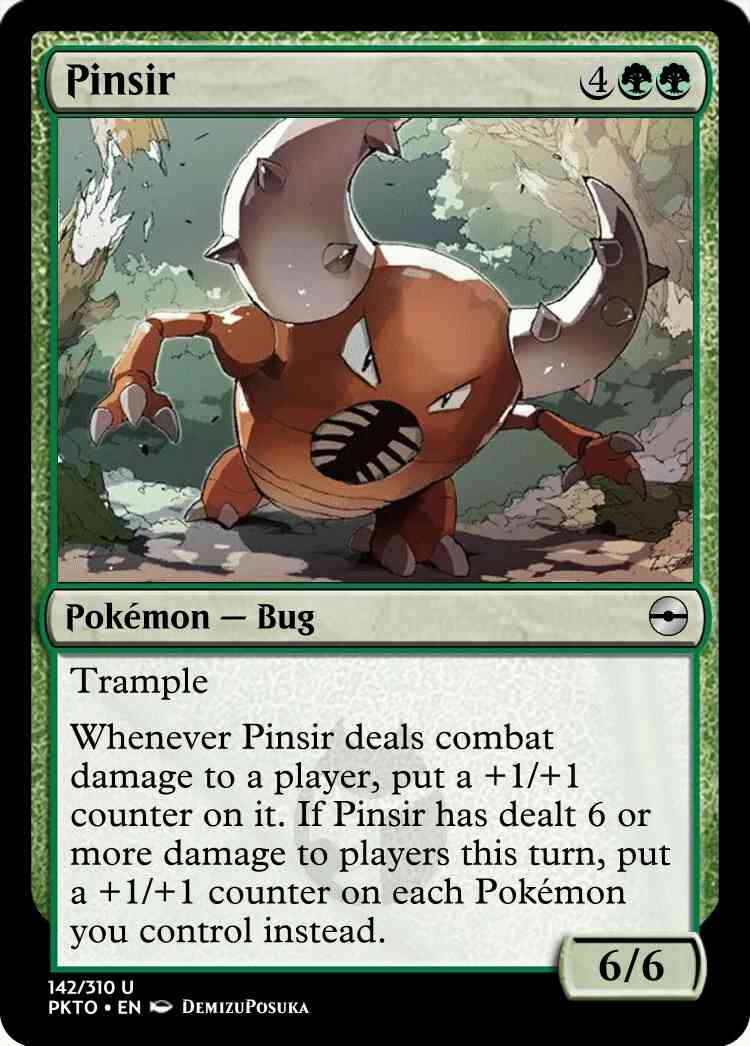 Pinsir 4
Pokémon — Bug
Trample
Whenever Pinsir deals combat
damage to a player, put a +1/+1
counter on it. If Pinsir has dealt 6 or
more damage to players this turn, put
a +1/+1 counter on each Pokémon
you control instead.
6/6
142/310 U
PKTO • EN DemizuPosuka